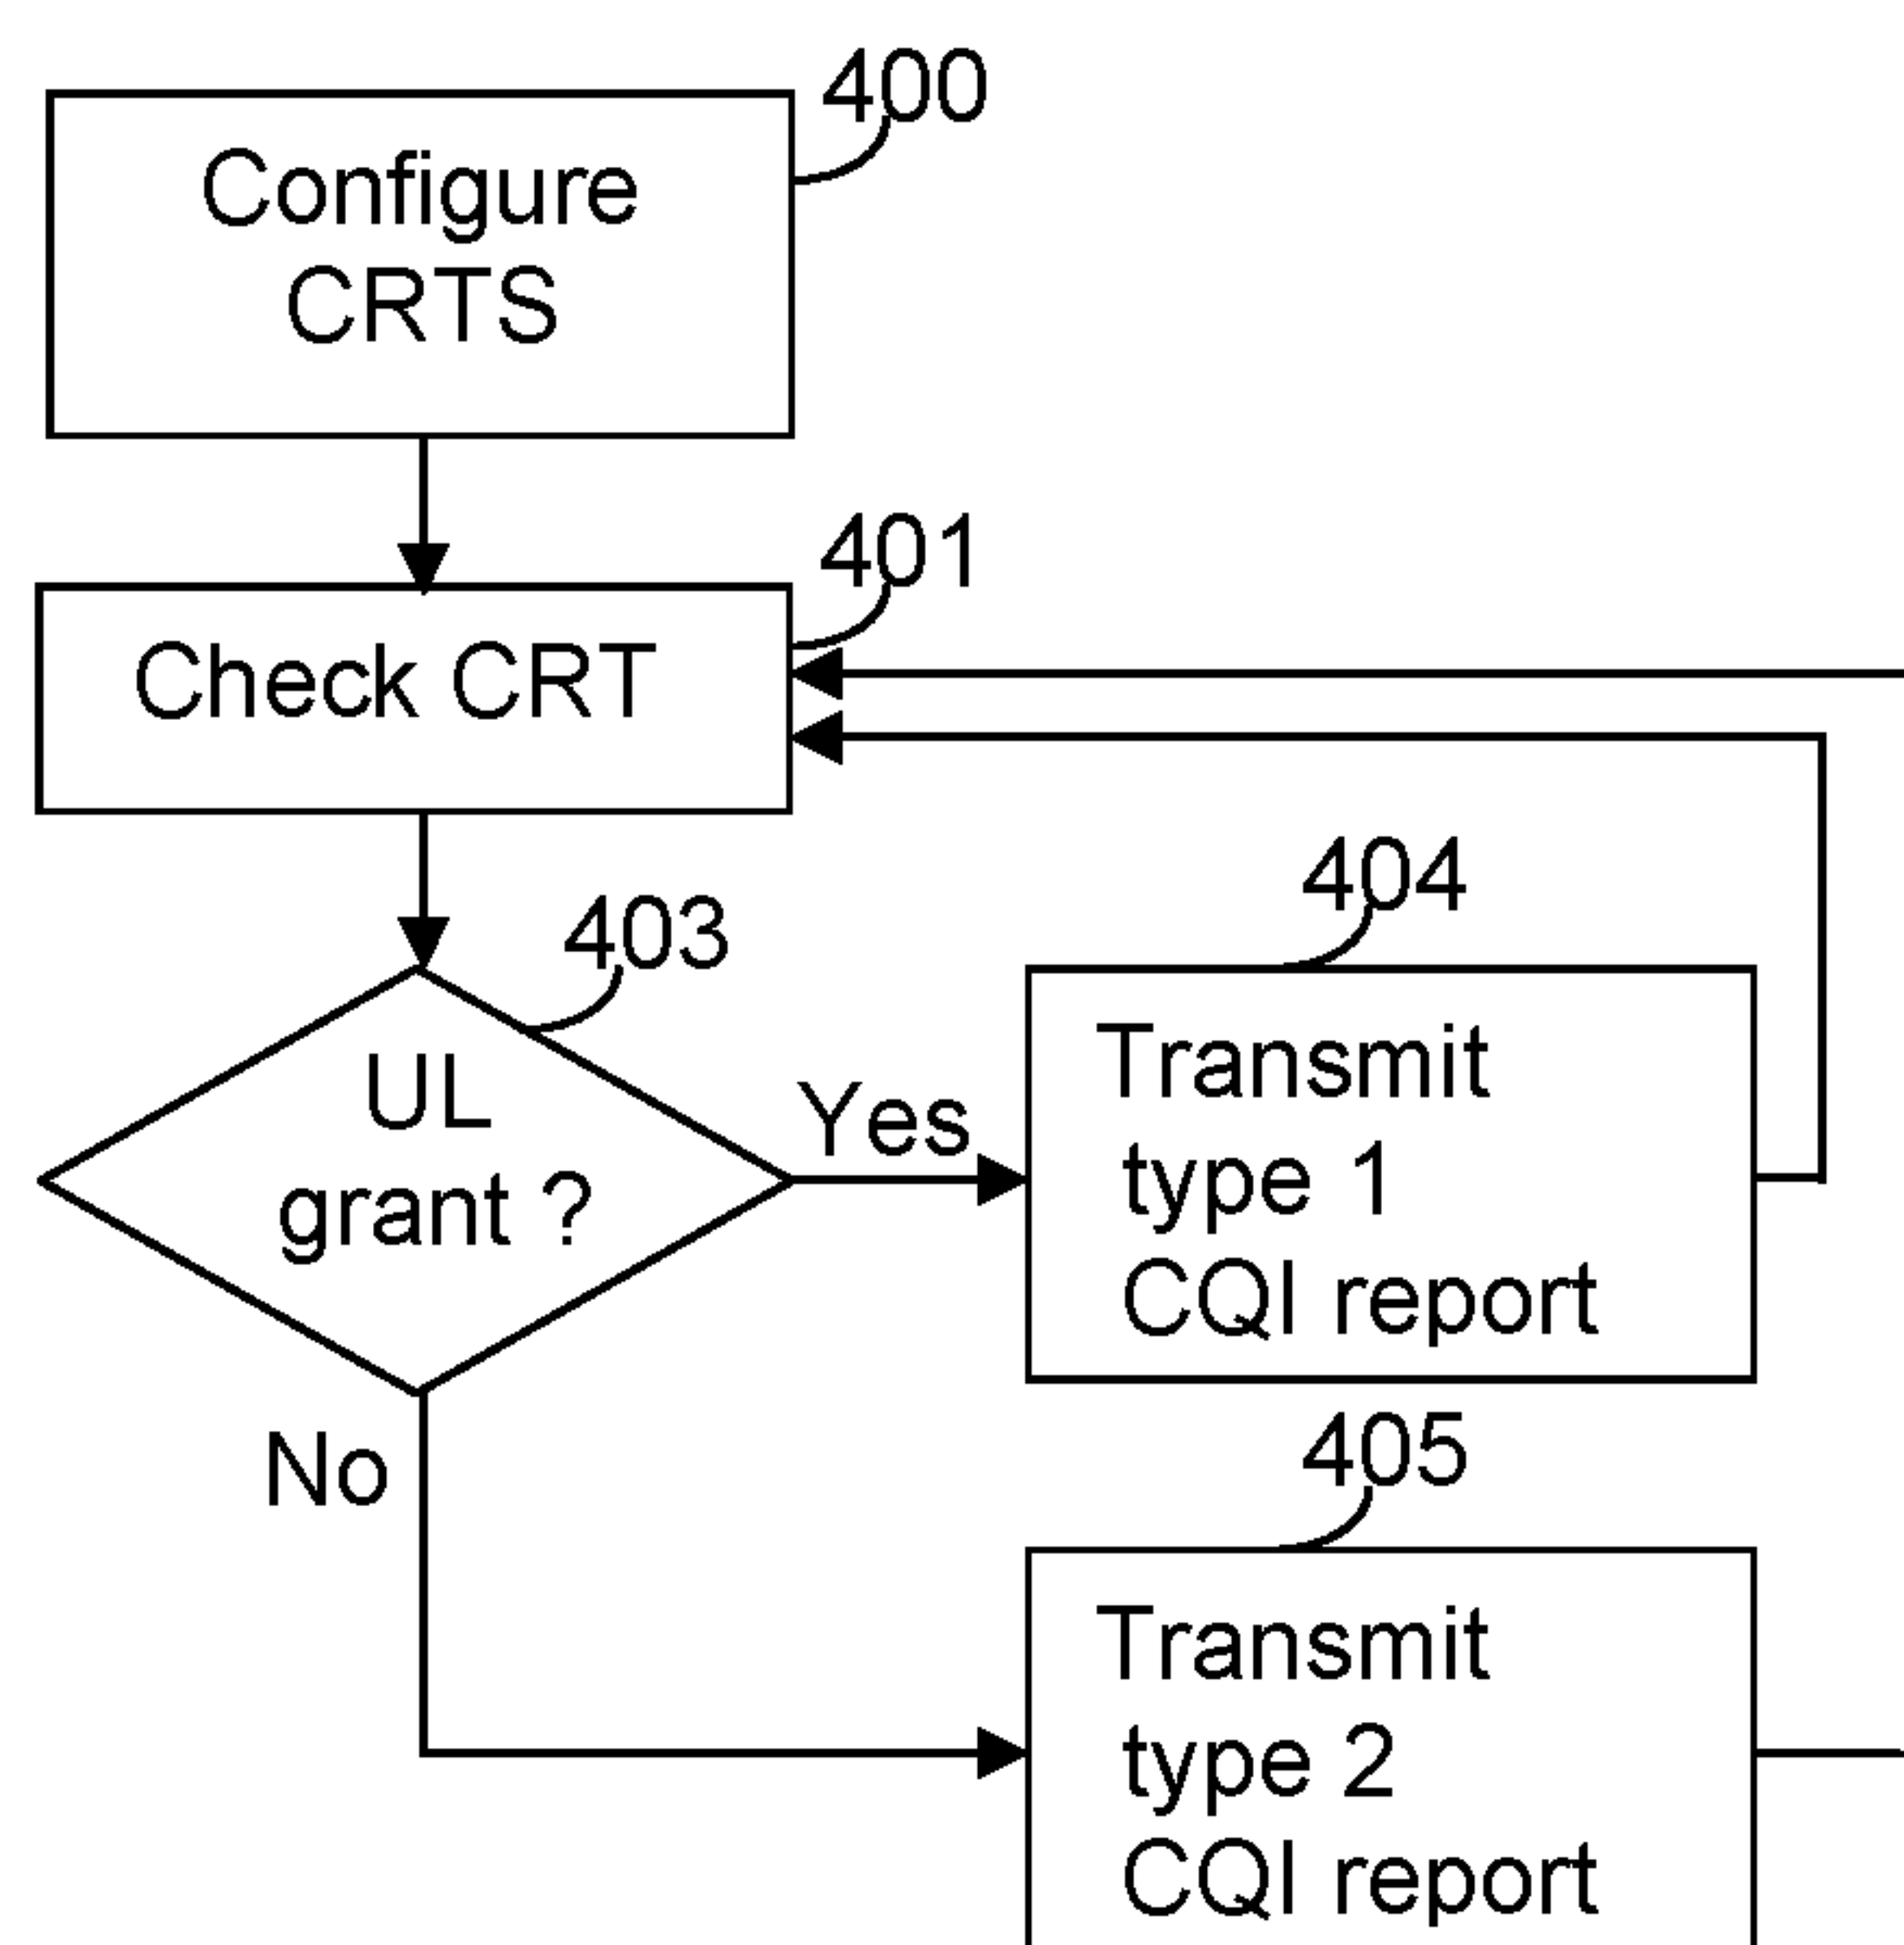 400
Configure
CRTS
401
Check CRT
403
UL
grant ?
Yes
No
404
Transmit
type 1
CQI report
405
Transmit
type 2
CQI report